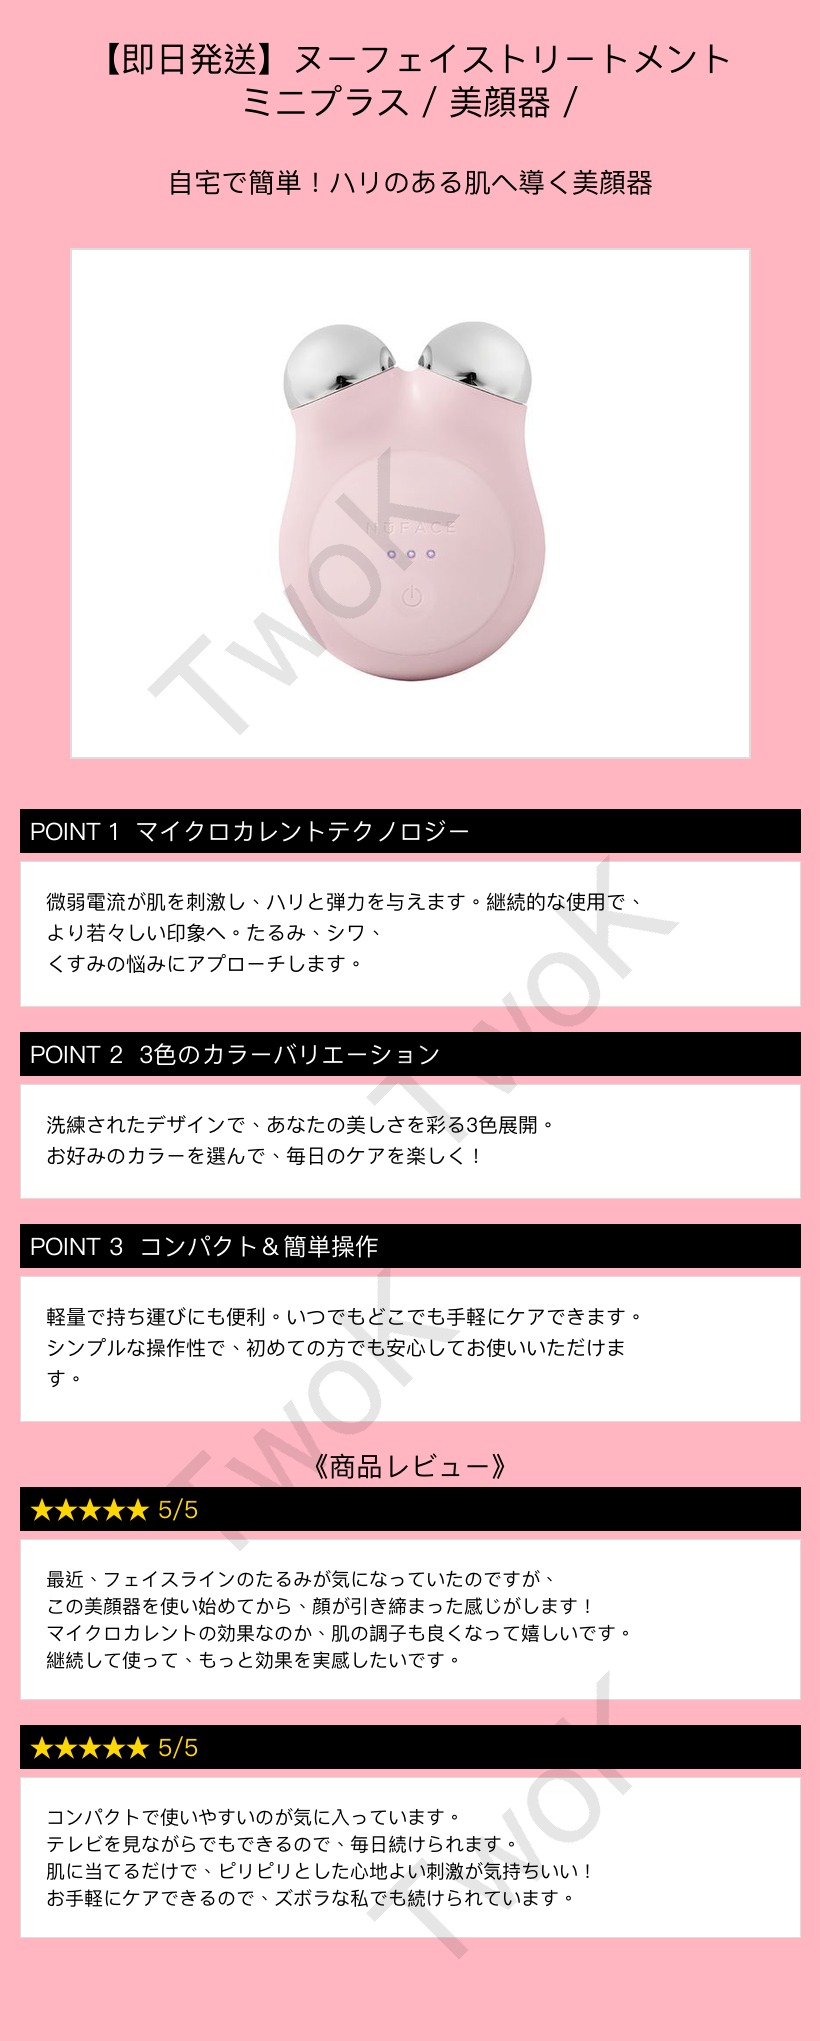 【即日発送】ヌーフェイストリートメント
ミニプラス / 美顔器 /
自宅で簡単！ハリのある肌へ導く美顔器
NUFACE
TwoK
POINT 1 マイクロカレントテクノロジー
微弱電流が肌を刺激し、ハリと弾力を与えます。継続的な使用で、
より若々しい印象へ。たるみ、シワ、
くすみの悩みにアプローチします。
TwoK
POINT 2 3色のカラーバリエーション
洗練されたデザインで、あなたの美しさを彩る3色展開。
お好みのカラーを選んで、毎日のケアを楽しく！
POINT 3 コンパクト＆簡単操作
軽量で持ち運びにも便利。いつでもどこでも手軽にケアできます。
シンプルな操作性で、初めての方でも安心してお使いいただけま
す。
TwoK
《商品レビュー》
★★★★★ 5/5
最近、フェイスラインのたるみが気になっていたのですが、
この美顔器を使い始めてから、顔が引き締まった感じがします！
マイクロカレントの効果なのか、肌の調子も良くなって嬉しいです。
継続して使って、もっと効果を実感したいです。
★★★★★ 5/5
コンパクトで使いやすいのが気に入っています。
テレビを見ながらでもできるので、毎日続けられます。
肌に当てるだけで、ピリピリとした心地よい刺激が気持ちいい！
お手軽にケアできるので、ズボラな私でも続けられています。
TwoK